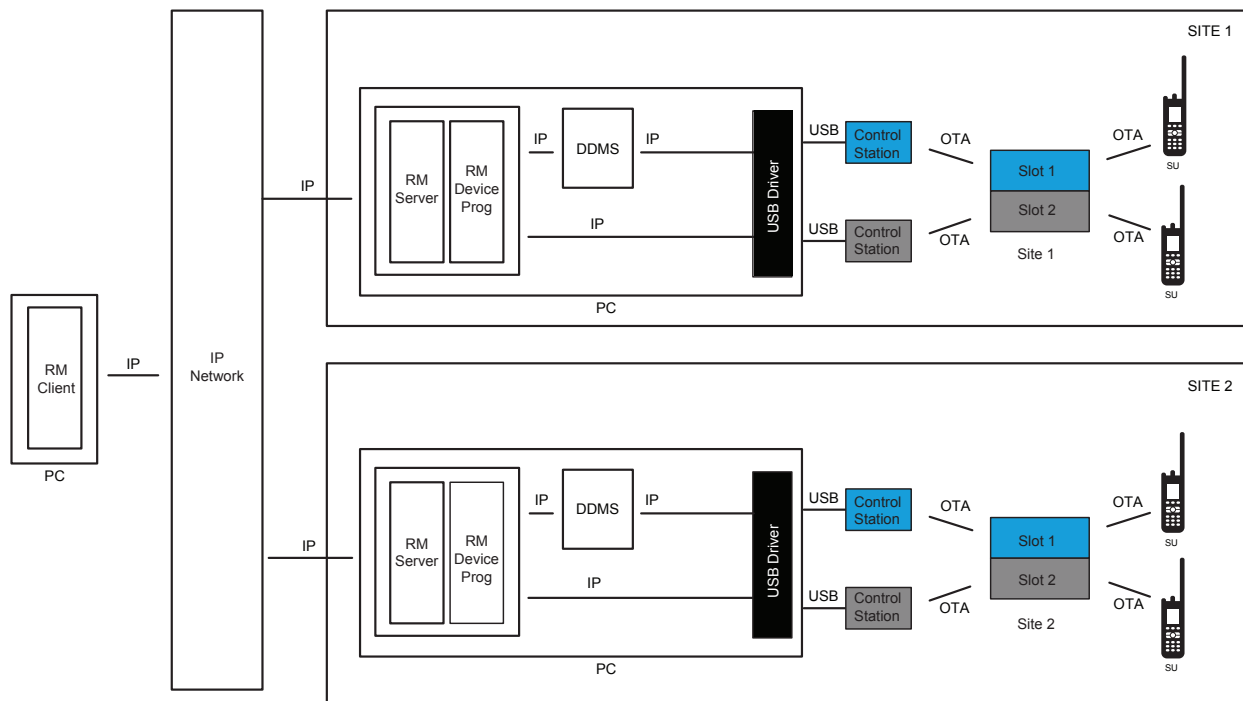 SITE 1
IP
DDMS
IP
USB
Control
Station
OTA
OTA
SU
RM
Server
RM
Device
Prog
USB Driver
Slot 1
Slot 2
IP
IP
USB
Control
Station
OTA
Site 1
OTA
SU
PC
RM
Client
IP
PC
IP
Network
SITE 2
IP
DDMS
IP
USB
Control
Station
OTA
OTA
SU
RM
Server
RM
Device
Prog
USB Driver
Slot 1
Slot 2
IP
IP
USB
Control
Station
OTA
Site 2
OTA
SU
PC